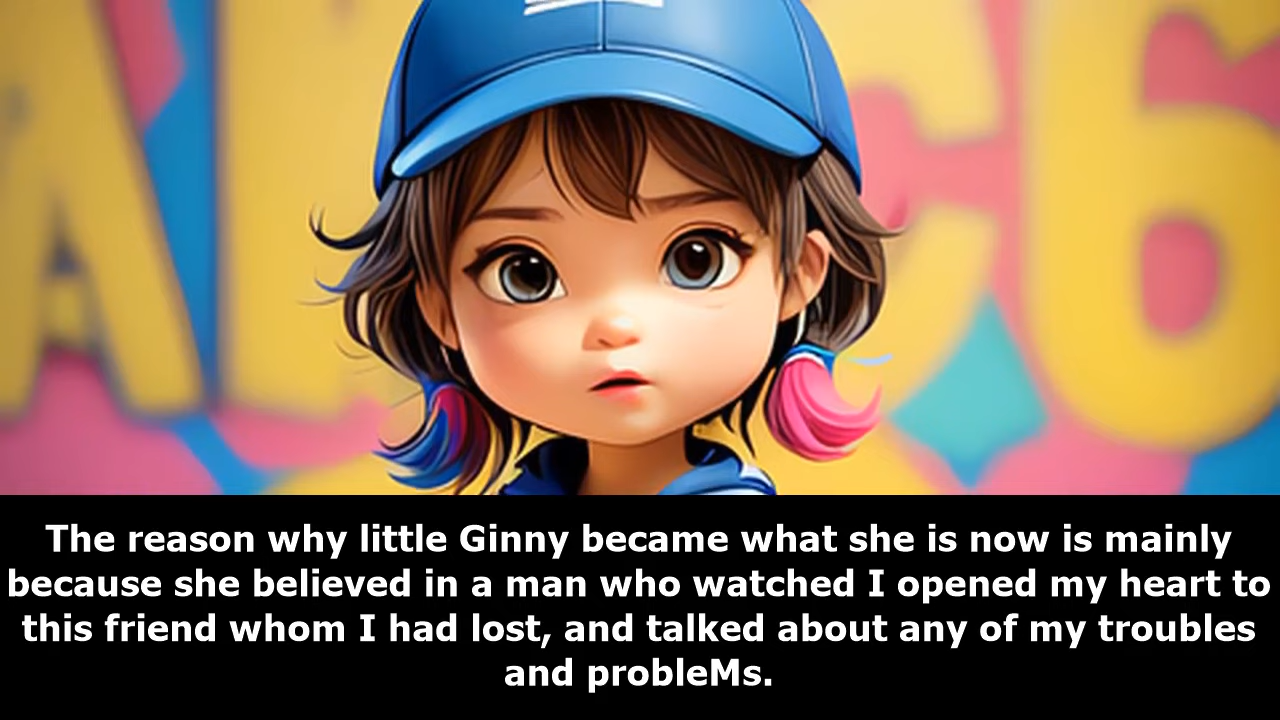 The reason why little Ginny became what she is now is mainly
because she believed in a man who watched I opened my heart to
this friend whom I had lost, and talked about any of my troubles
and probleMs.